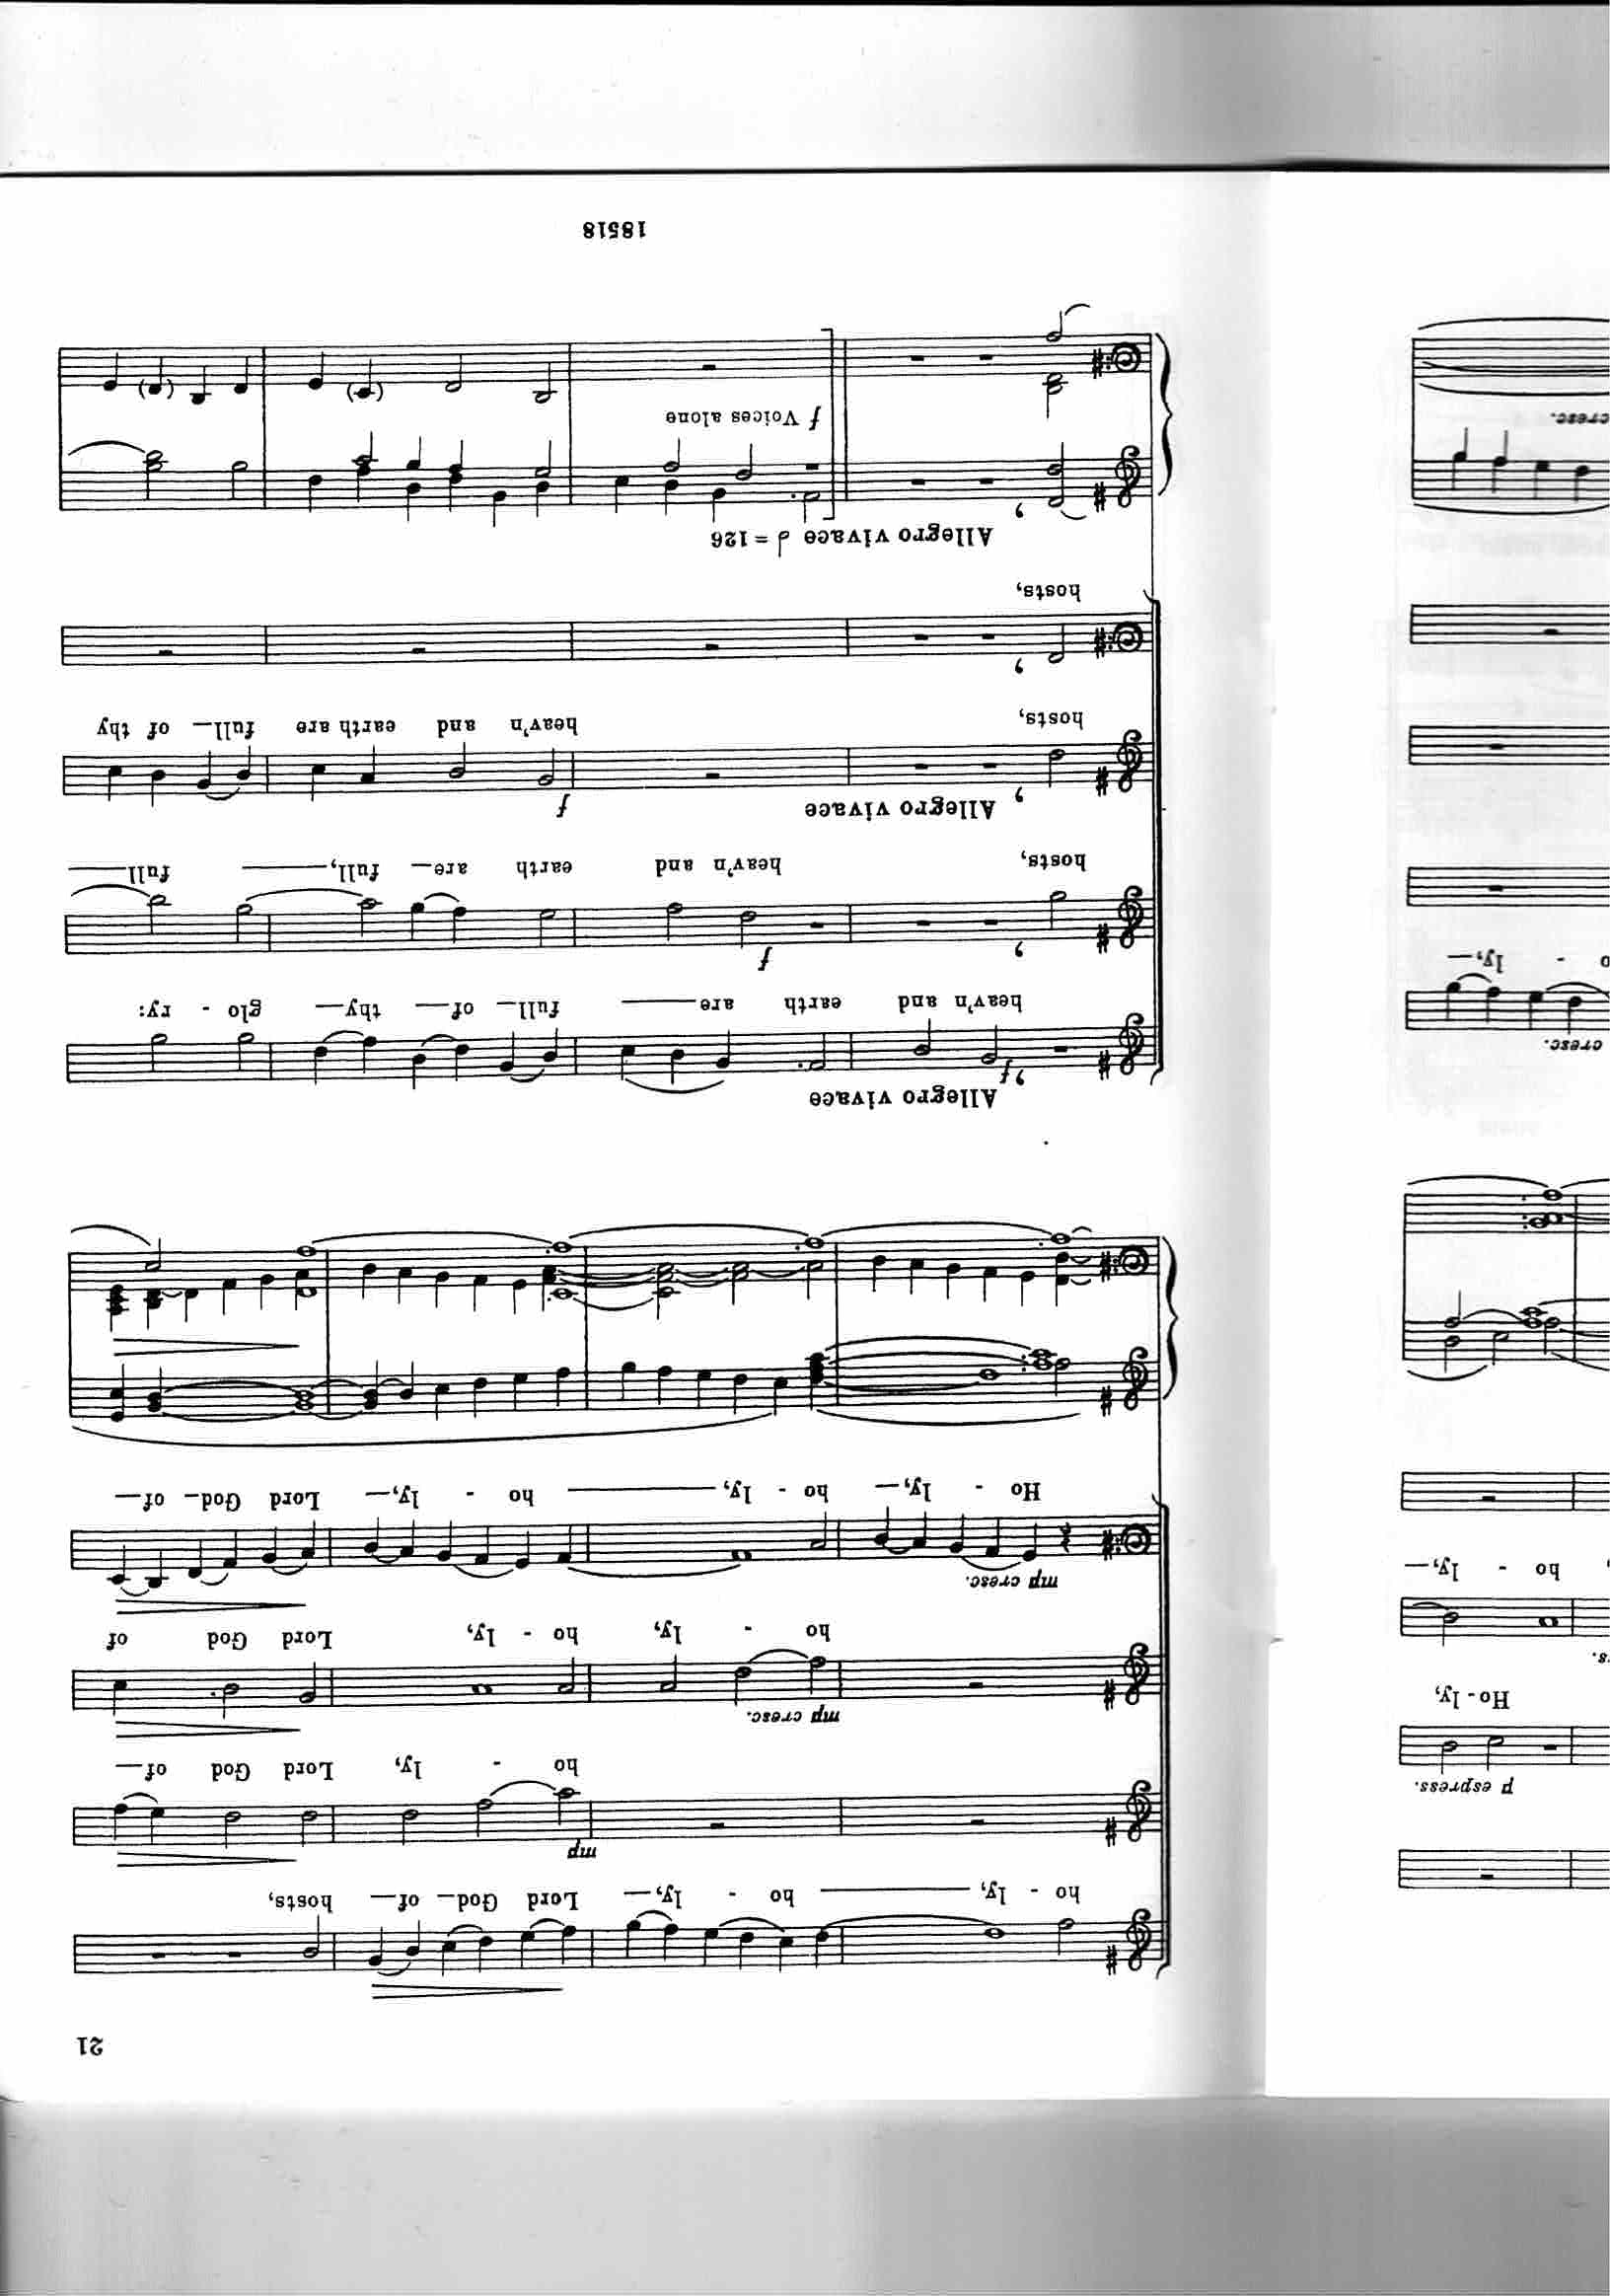 21
ho - ly, ho - ly, Lord God of hosts,
mp
ho - ly, Lord God of
mp cresc.
ho - ly, ho - ly, Lord God of
mp cresc.
Ho - ly, ho - ly, ho - ly, Lord God of
Allegro vivace
f
heav'n and earth are full of thy glo - ry:
f
hosts, heav'n and earth are full, full
Allegro vivace
f
hosts, heav'n and earth are full of thy
hosts,
Allegro vivace = 126
f Voices alone
18518
p espress.
Ho - ly,
ho - ly,
cresc.
ly,
cresc.